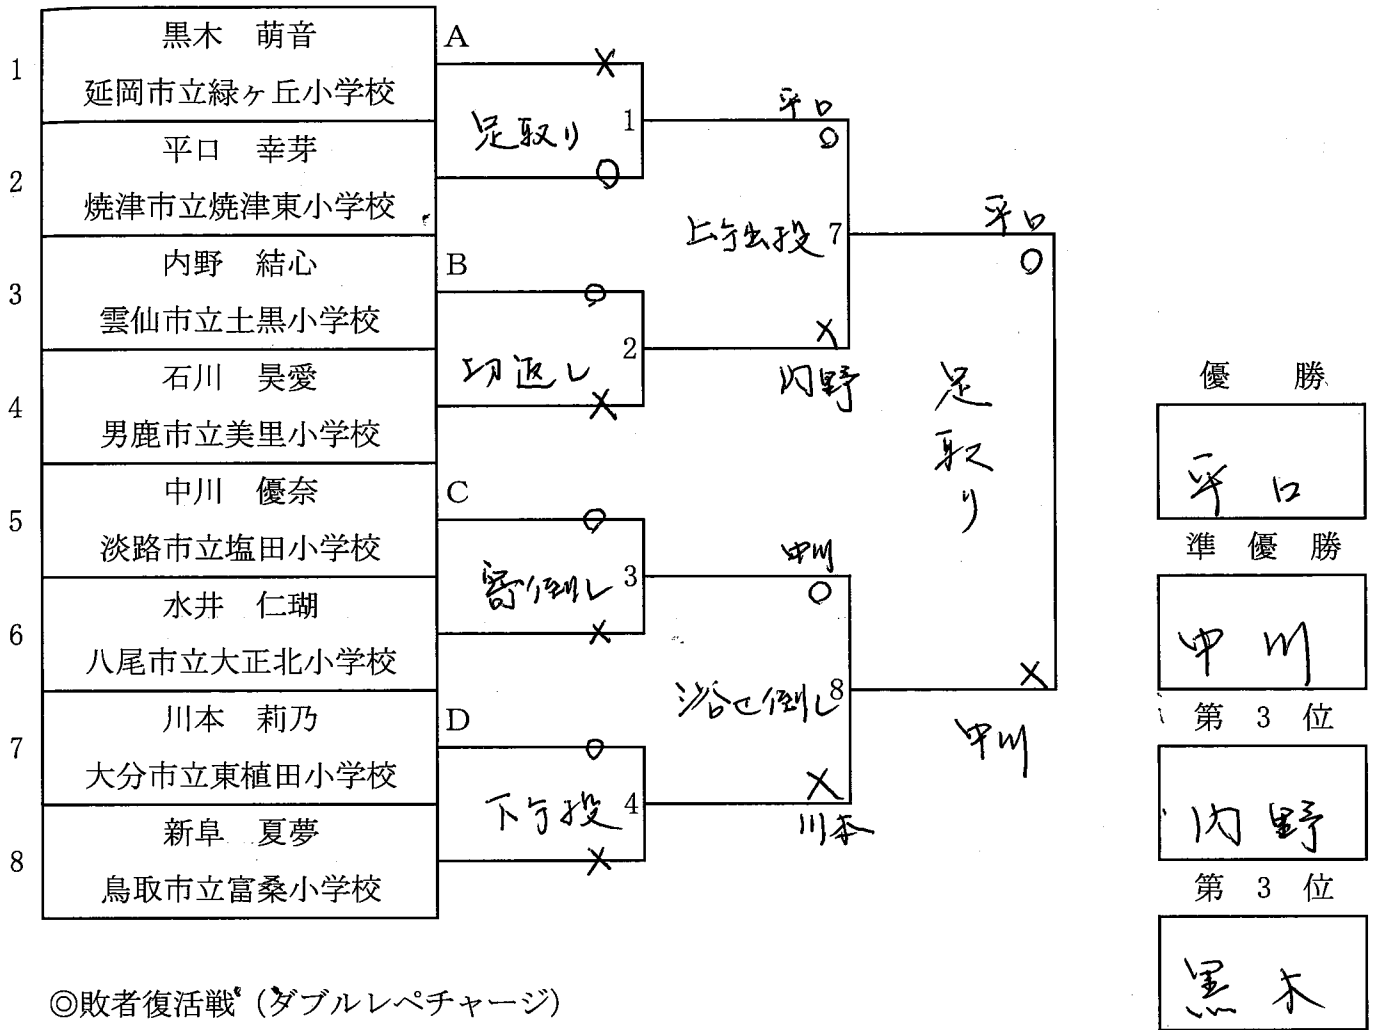 黒木 萌音
A
1
延岡市立緑ヶ丘小学校
×
足取り
1
平口
○
平口 幸芽
2
焼津市立焼津東小学校
○
上手出投
7
平口
○
内野 結心
B
3
雲仙市立土黒小学校
○
切返し
2
×
内野
石川 昊愛
4
男鹿市立美里小学校
×
足取り
中川 優奈
C
5
淡路市立塩田小学校
○
寄倒し
3
中川
○
水井 仁瑚
6
八尾市立大正北小学校
×
浴せ倒し
8
×
中川
川本 莉乃
D
7
大分市立東植田小学校
○
下手投
4
×
川本
新阜 夏夢
8
鳥取市立富桑小学校
×
優 勝
平口
準 優 勝
中川
第 3 位
内野
第 3 位
黒木
◎敗者復活戦（ダブルレペチャージ）